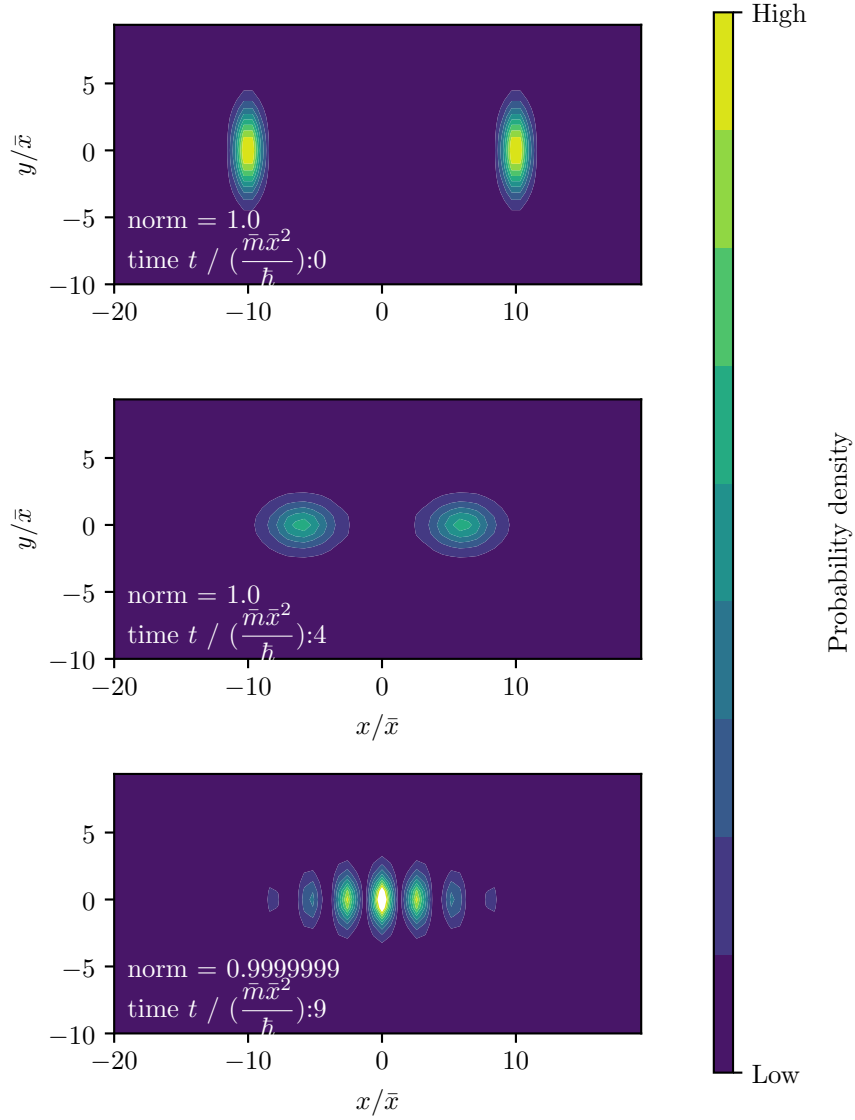 High
5
0
−5
−10
y/x̄
norm = 1.0
time t / (m̄x̄²/ħ):0
−20 −10 0 10
5
0
−5
−10
y/x̄
norm = 1.0
time t / (m̄x̄²/ħ):4
−20 −10 0 10
x/x̄
Probability density
5
0
−5
−10
y/x̄
norm = 0.9999999
time t / (m̄x̄²/ħ):9
−20 −10 0 10
x/x̄
Low